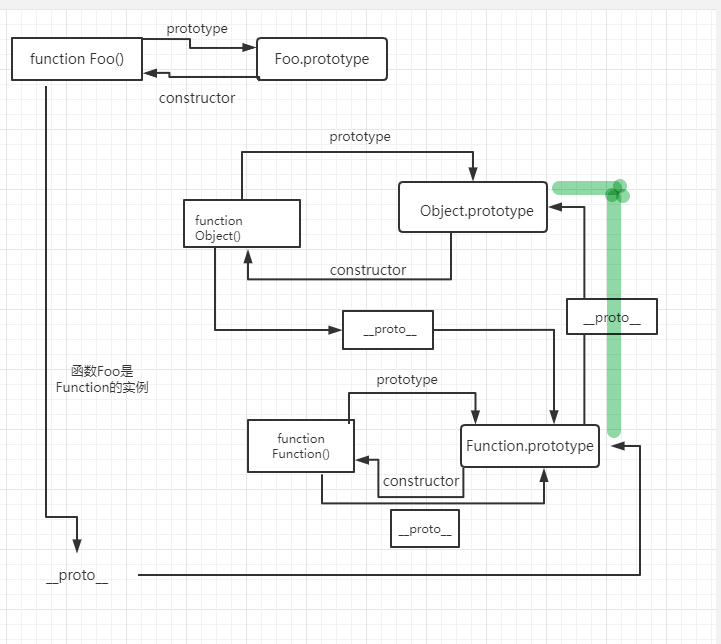 prototype
function Foo()
Foo.prototype
constructor
prototype
Object.prototype
function
Object()
constructor
__proto__
__proto__
函数Foo是
Function的实例
prototype
function
Function()
Function.prototype
constructor
__proto__
__proto__